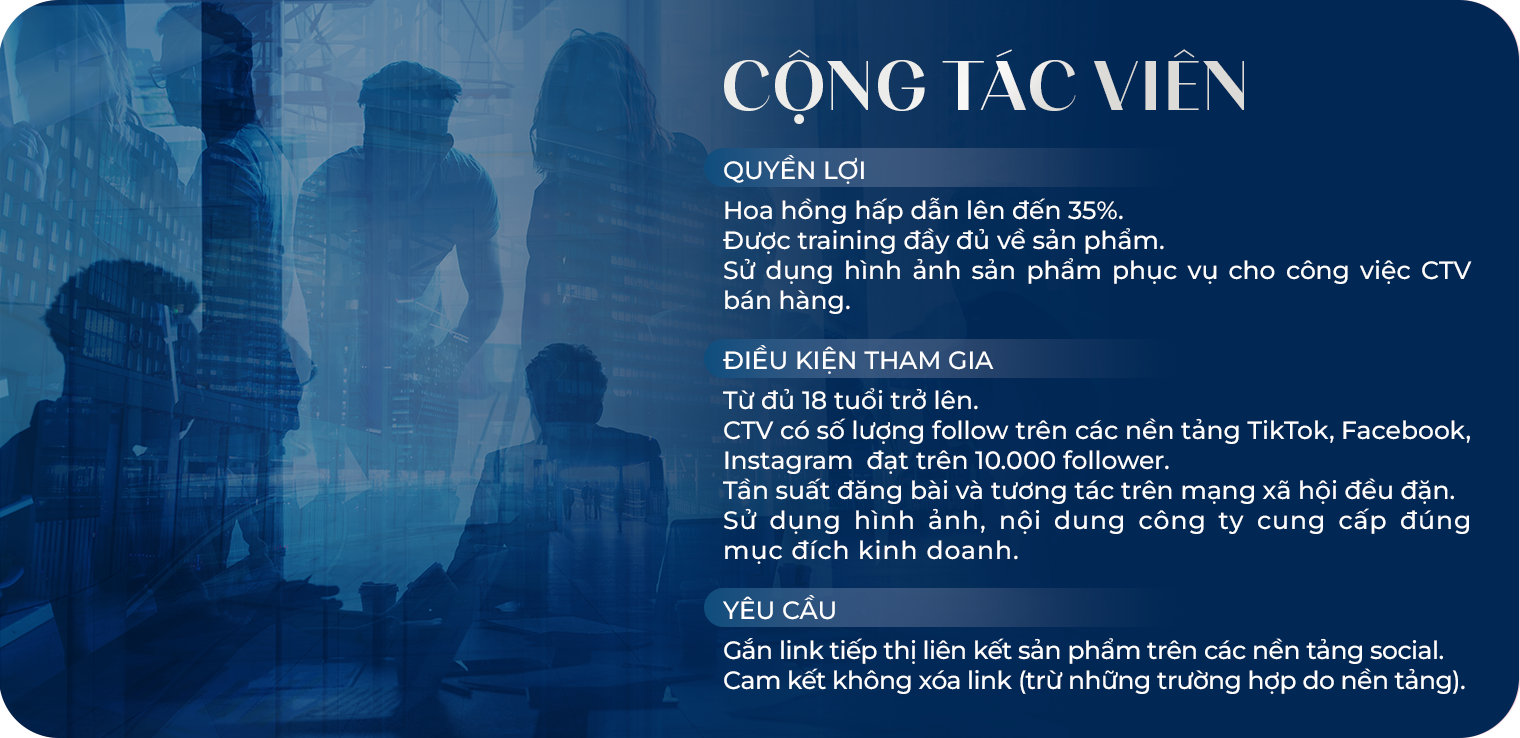 CỘNG TÁC VIÊN
QUYỀN LỢI
Hoa hồng hấp dẫn lên đến 35%.
Được training đầy đủ về sản phẩm.
Sử dụng hình ảnh sản phẩm phục vụ cho công việc CTV
bán hàng.
ĐIỀU KIỆN THAM GIA
Từ đủ 18 tuổi trở lên.
CTV có số lượng follow trên các nền tảng TikTok, Facebook,
Instagram  đạt trên 10.000 follower.
Tần suất đăng bài và tương tác trên mạng xã hội đều đặn.
Sử dụng hình ảnh, nội dung công ty cung cấp đúng
mục đích kinh doanh.
YÊU CẦU
Gắn link tiếp thị liên kết sản phẩm trên các nền tảng social.
Cam kết không xóa link (trừ những trường hợp do nền tảng).